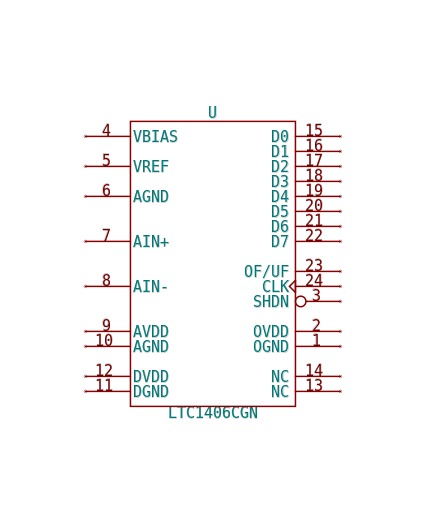 U
4 VBIAS D0 15
D1 16
5 VREF D2 17
D3 18
6 AGND D4 19
D5 20
D6 21
7 AIN+ D7 22
OF/UF 23
8 AIN- CLK 24
SHDN 3
9 AVDD OVDD 2
10 AGND OGND 1
12 DVDD NC 14
11 DGND NC 13
LTC1406CGN